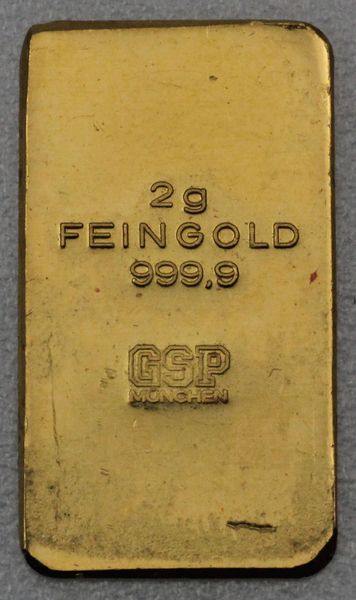 2g
FEINGOLD
999,9
GSP
MÜNCHEN